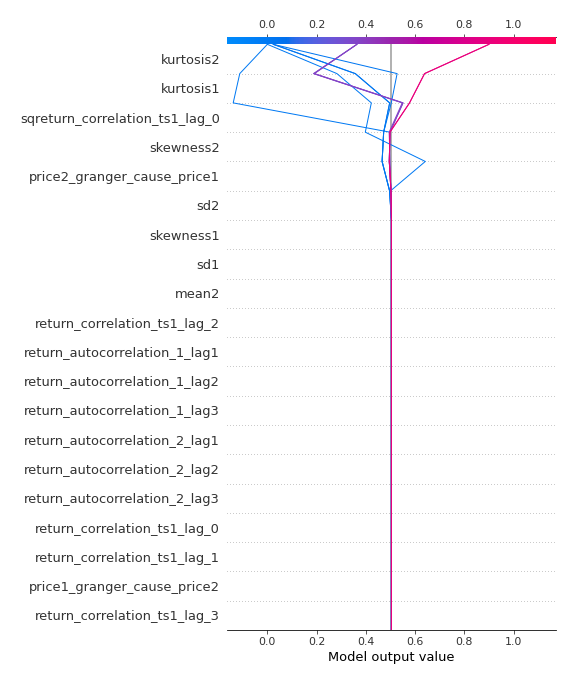 0.0 0.2 0.4 0.6 0.8 1.0
kurtosis2
kurtosis1
sqreturn_correlation_ts1_lag_0
skewness2
price2_granger_cause_price1
sd2
skewness1
sd1
mean2
return_correlation_ts1_lag_2
return_autocorrelation_1_lag1
return_autocorrelation_1_lag2
return_autocorrelation_1_lag3
return_autocorrelation_2_lag1
return_autocorrelation_2_lag2
return_autocorrelation_2_lag3
return_correlation_ts1_lag_0
return_correlation_ts1_lag_1
price1_granger_cause_price2
return_correlation_ts1_lag_3
0.0 0.2 0.4 0.6 0.8 1.0
Model output value